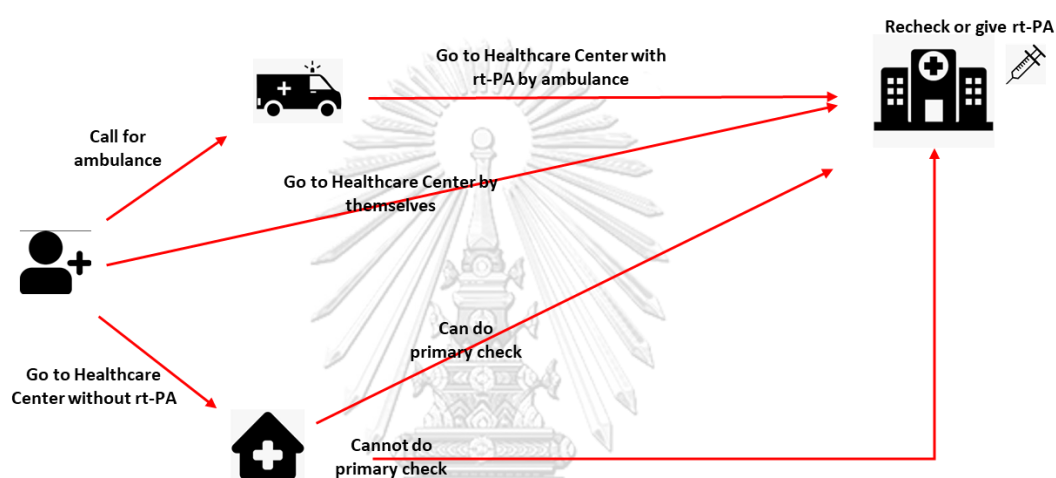 Recheck or give rt-PA
Go to Healthcare Center with
rt-PA by ambulance
Call for
ambulance
Go to Healthcare Center by
themselves
Can do
primary check
Go to Healthcare
Center without rt-PA
Cannot do
primary check